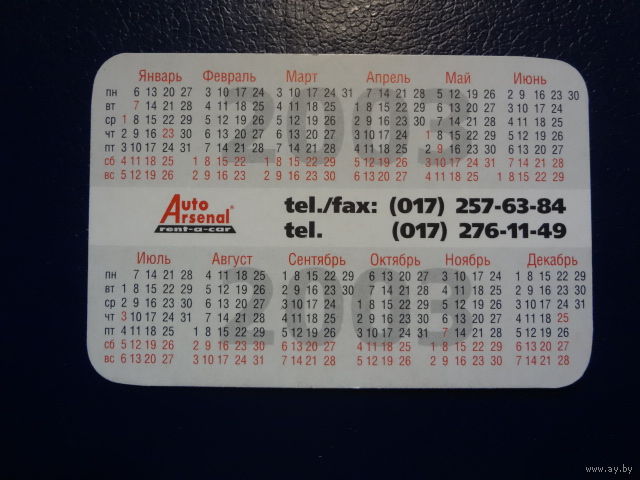 2003
Январь Февраль Март Апрель Май Июнь
пн 6 13 20 27 3 10 17 24 3 10 17 24 31 7 14 21 28 5 12 19 26 2 9 16 23 30
вт 7 14 21 28 4 11 18 25 4 11 18 25 1 8 15 22 29 6 13 20 27 3 10 17 24
ср 1 8 15 22 29 5 12 19 26 5 12 19 26 2 9 16 23 30 7 14 21 28 4 11 18 25
чт 2 9 16 23 30 6 13 20 27 6 13 20 27 3 10 17 24 1 8 15 22 29 5 12 19 26
пт 3 10 17 24 31 7 14 21 28 7 14 21 28 4 11 18 25 2 9 16 23 30 6 13 20 27
сб 4 11 18 25 1 8 15 22 1 8 15 22 29 5 12 19 26 3 10 17 24 31 7 14 21 28
вс 5 12 19 26 2 9 16 23 2 9 16 23 30 6 13 20 27 4 11 18 25 1 8 15 22 29
Auto
Arsenal®
rent-a-car
tel./fax: (017) 257-63-84
tel. (017) 276-11-49
2003
Июль Август Сентябрь Октябрь Ноябрь Декабрь
пн 7 14 21 28 4 11 18 25 1 8 15 22 29 6 13 20 27 3 10 17 24 1 8 15 22 29
вт 1 8 15 22 29 5 12 19 26 2 9 16 23 30 7 14 21 28 4 11 18 25 2 9 16 23 30
ср 2 9 16 23 30 6 13 20 27 3 10 17 24 1 8 15 22 29 5 12 19 26 3 10 17 24 31
чт 3 10 17 24 31 7 14 21 28 4 11 18 25 2 9 16 23 30 6 13 20 27 4 11 18 25
пт 4 11 18 25 1 8 15 22 29 5 12 19 26 3 10 17 24 31 7 14 21 28 5 12 19 26
сб 5 12 19 26 2 9 16 23 30 6 13 20 27 4 11 18 25 1 8 15 22 29 6 13 20 27
вс 6 13 20 27 3 10 17 24 31 7 14 21 28 5 12 19 26 2 9 16 23 30 7 14 21 28
www.ay.by